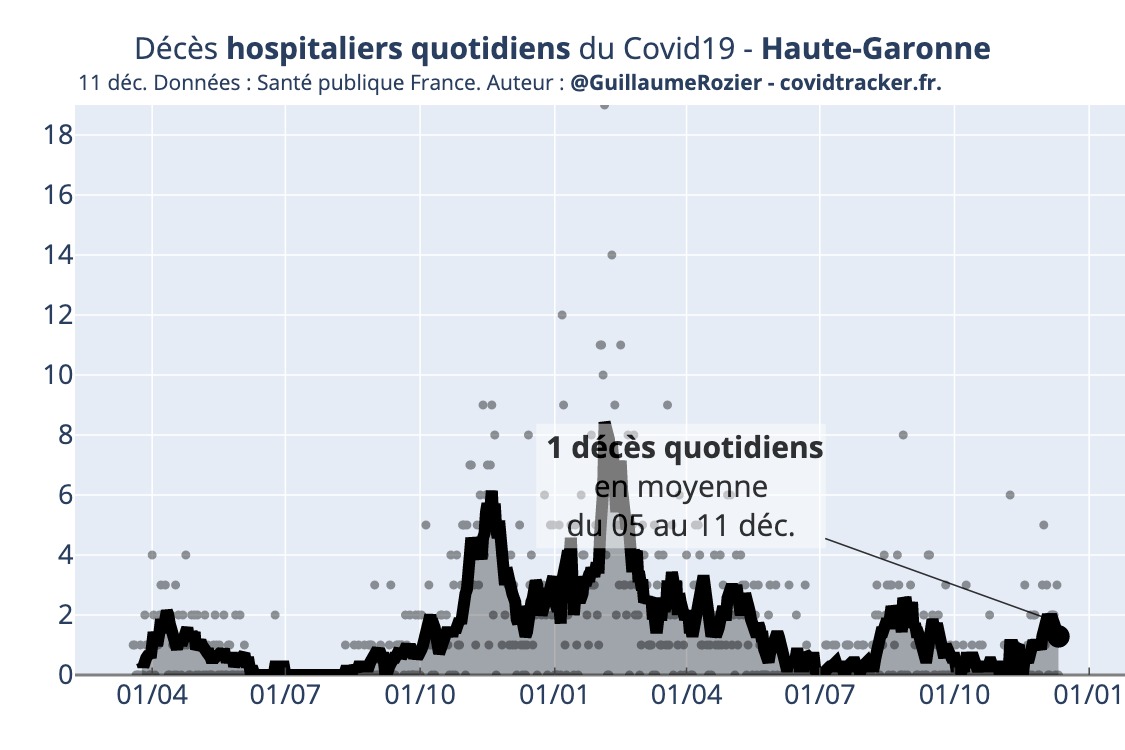 Décès hospitaliers quotidiens du Covid19 - Haute-Garonne
11 déc. Données : Santé publique France. Auteur : @GuillaumeRozier - covidtracker.fr.
18
16
14
12
10
8
6
4
2
0
1 décès quotidiens
en moyenne
du 05 au 11 déc.
01/04 01/07 01/10 01/01 01/04 01/07 01/10 01/01